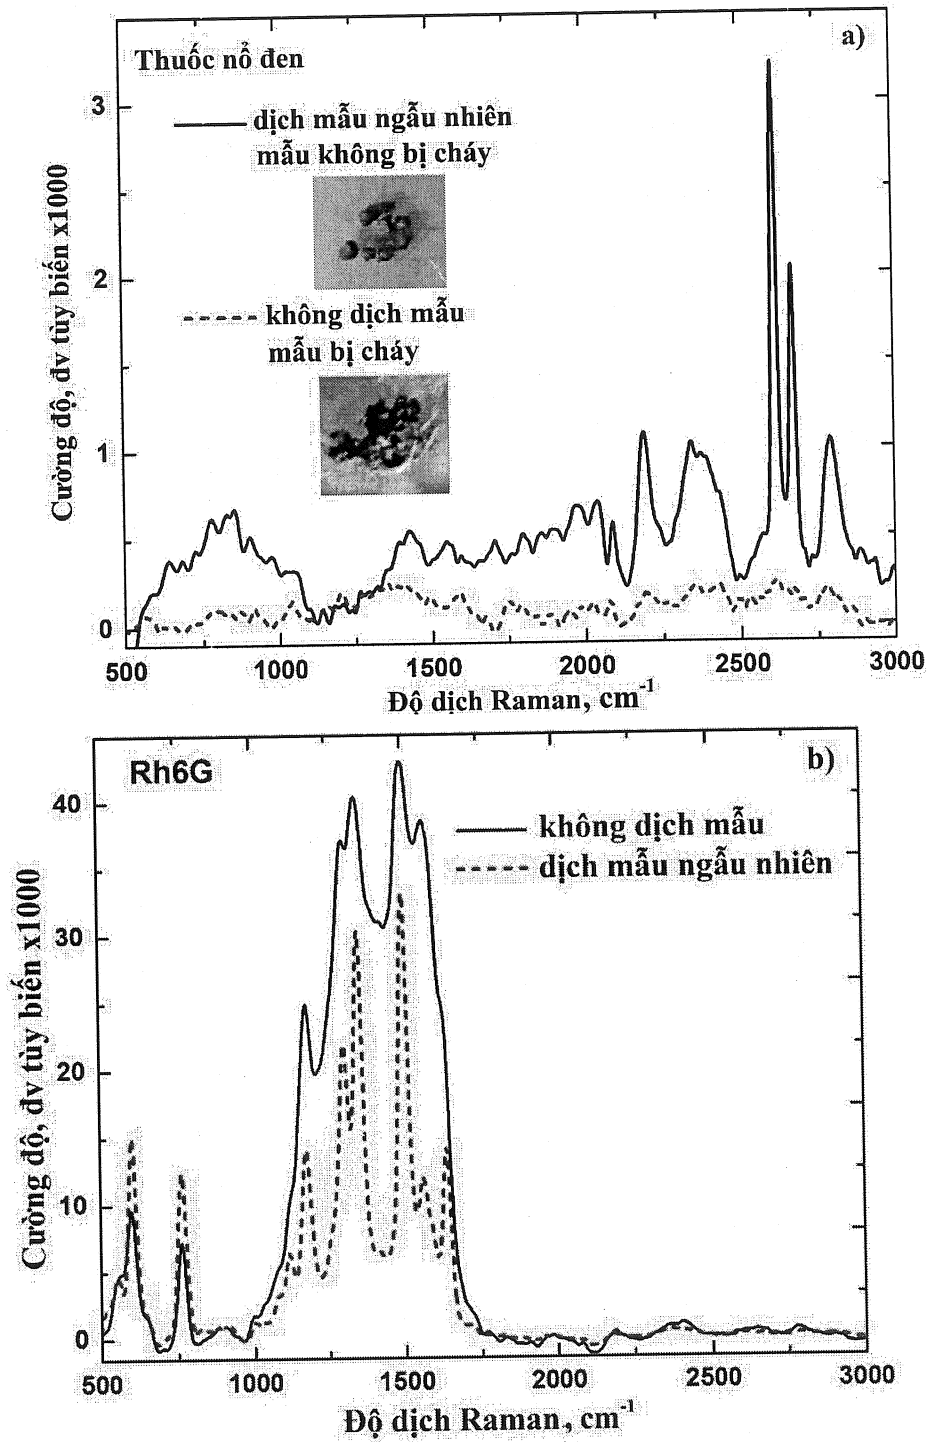 a)
Thuốc nổ đen
dịch mẫu ngẫu nhiên
mẫu không bị cháy
không dịch mẫu
mẫu bị cháy
Cường độ, đv tùy biến x1000
3
2
1
0
500 1000 1500 2000 2500 3000
Độ dịch Raman, cm-1
b)
Rh6G
không dịch mẫu
dịch mẫu ngẫu nhiên
Cường độ, đv tùy biến x1000
40
30
20
10
0
500 1000 1500 2000 2500 3000
Độ dịch Raman, cm-1